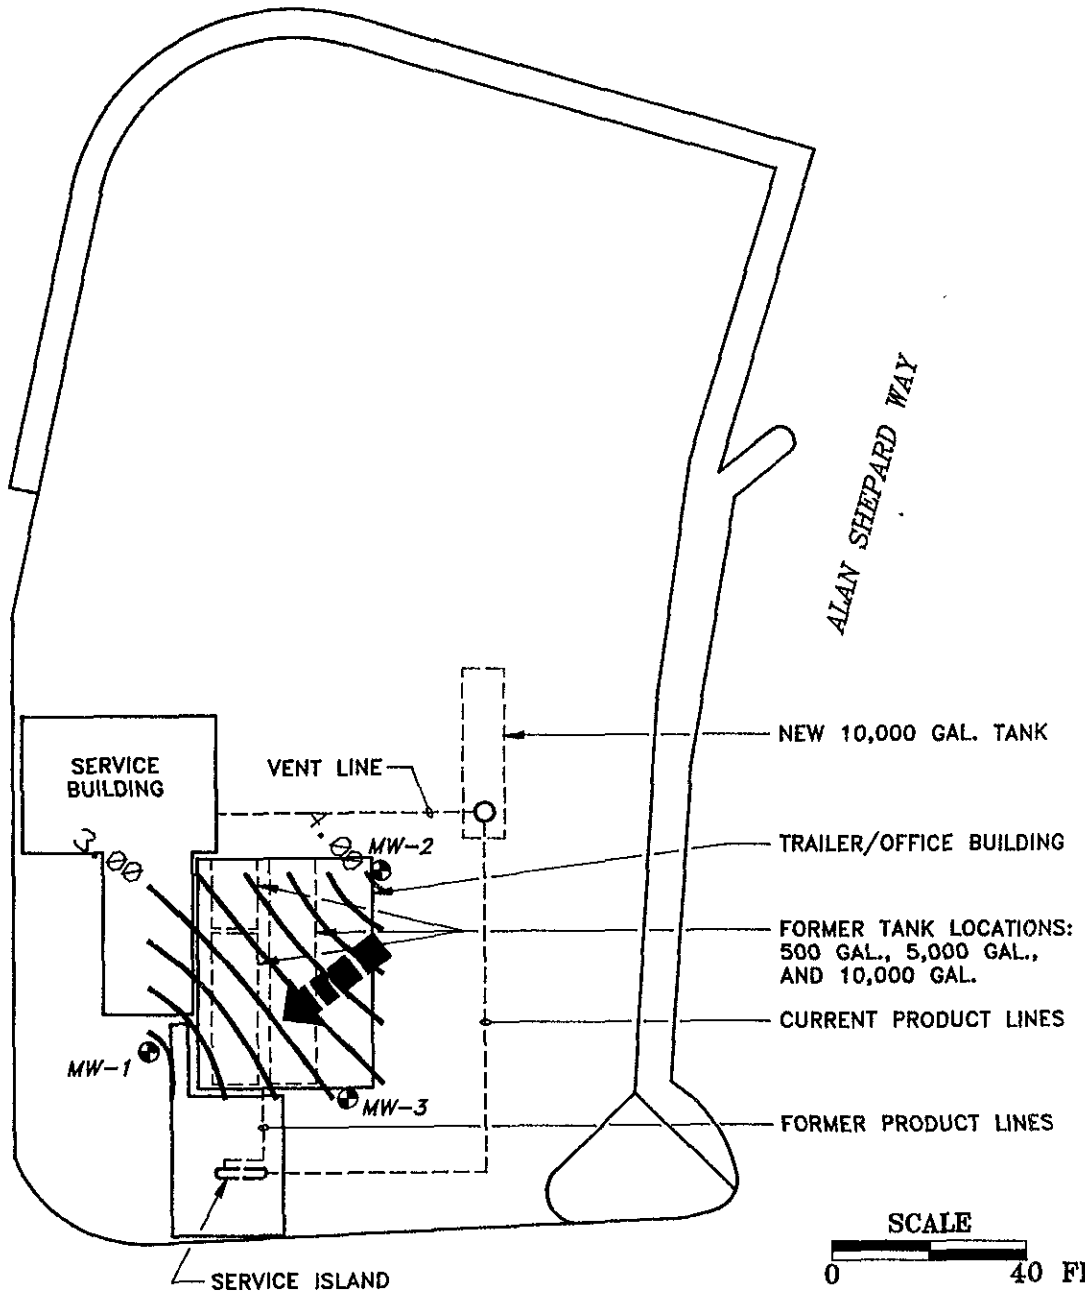 ALAN SHEPARD WAY
NEW 10,000 GAL. TANK
SERVICE
BUILDING
VENT LINE
MW-2
TRAILER/OFFICE BUILDING
FORMER TANK LOCATIONS:
500 GAL., 5,000 GAL.,
AND 10,000 GAL.
CURRENT PRODUCT LINES
MW-1
MW-3
FORMER PRODUCT LINES
SERVICE ISLAND
SCALE
0 40